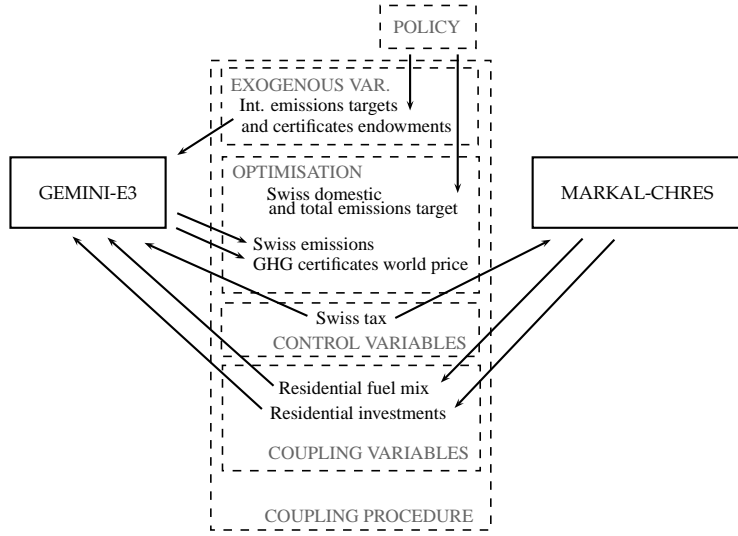 POLICY
EXOGENOUS VAR.
Int. emissions targets
and certificates endowments
GEMINI-E3
OPTIMISATION
Swiss domestic
and total emissions target
MARKAL-CHRES
Swiss emissions
GHG certificates world price
Swiss tax
CONTROL VARIABLES
Residential fuel mix
Residential investments
COUPLING VARIABLES
COUPLING PROCEDURE